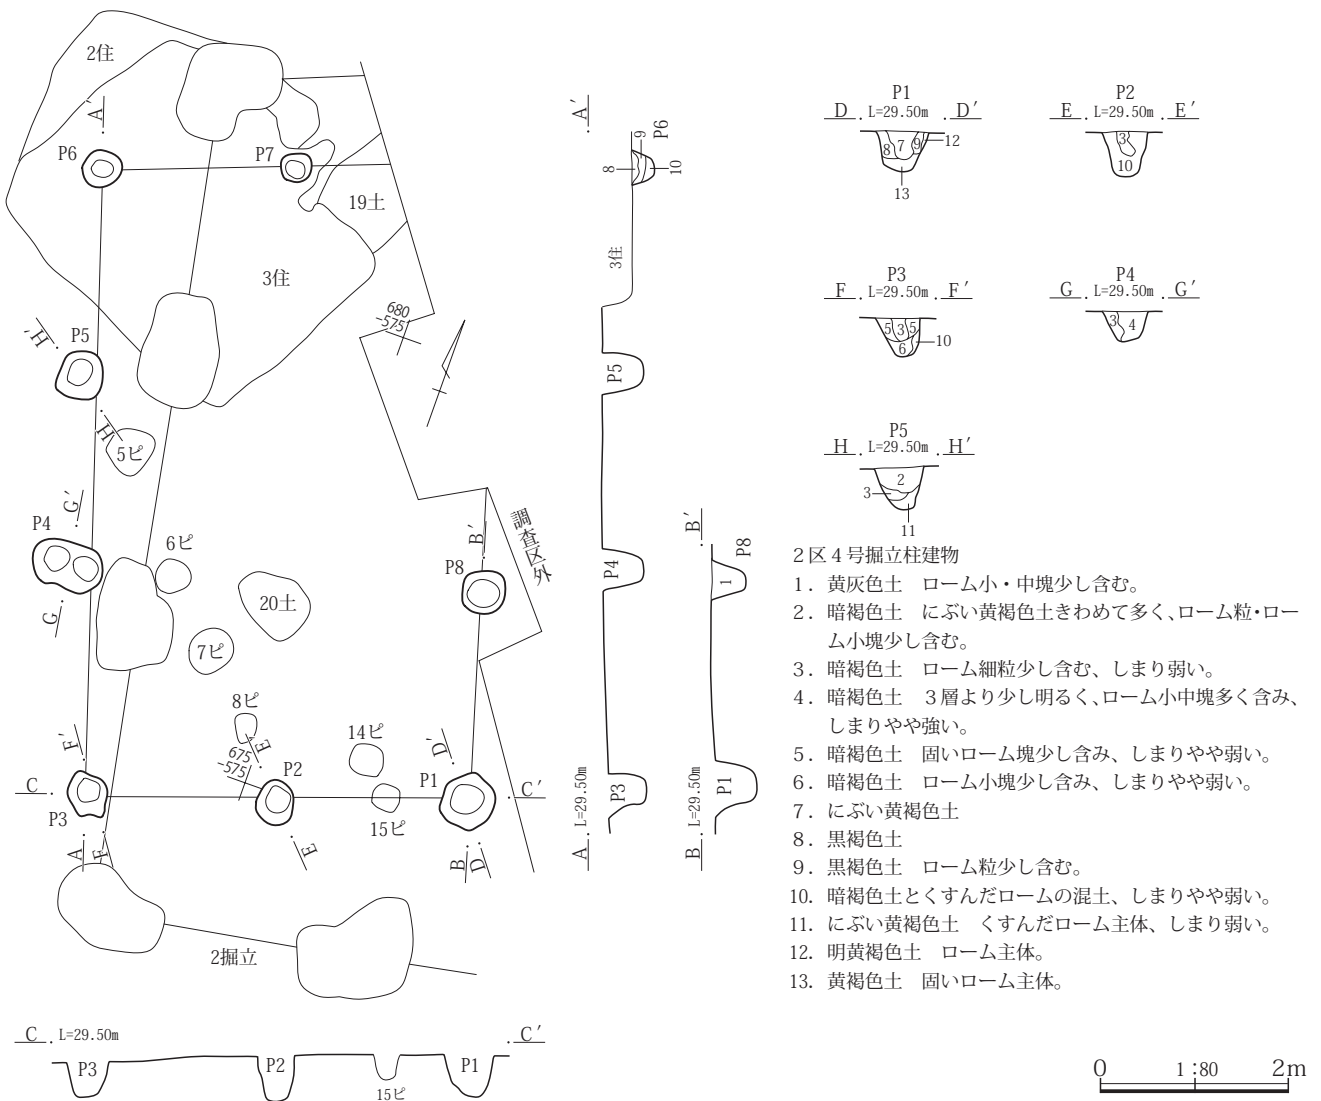 2住
A′
P6
P7
19土
3住
680
-575
H′
P5
H
5ピ
G′
P4
6ピ
G
20土
7ピ
B′
P8
調査区外
8ピ
E′
675
-575
14ピ
D′
F′
C
P3
P2
P1
C′
15ピ
A
F
E
B
D
2掘立
C L=29.50m C′
P3
P2
15ピ
P1
A′
P6
8
9
10
3住
P5
P4
P3
A L=29.50m
B′
P8
1
P1
B L=29.50m
P1
D L=29.50m D′
8
7
9
12
13
P2
E L=29.50m E′
3
10
P3
F L=29.50m F′
5
3
5
6
10
P4
G L=29.50m G′
3
4
P5
H L=29.50m H′
2
3
11
2区4号掘立柱建物
1．黄灰色土　ローム小・中塊少し含む。
2．暗褐色土　にぶい黄褐色土きわめて多く、ローム粒・ロー
ム小塊少し含む。
3．暗褐色土　ローム細粒少し含む、しまり弱い。
4．暗褐色土　3層より少し明るく、ローム小中塊多く含み、
しまりやや強い。
5．暗褐色土　固いローム塊少し含み、しまりやや弱い。
6．暗褐色土　ローム小塊少し含み、しまりやや弱い。
7．にぶい黄褐色土
8．黒褐色土
9．黒褐色土　ローム粒少し含む。
10．暗褐色土とくすんだロームの混土、しまりやや弱い。
11．にぶい黄褐色土　くすんだローム主体、しまり弱い。
12．明黄褐色土　ローム主体。
13．黄褐色土　固いローム主体。
0 1:80 2m